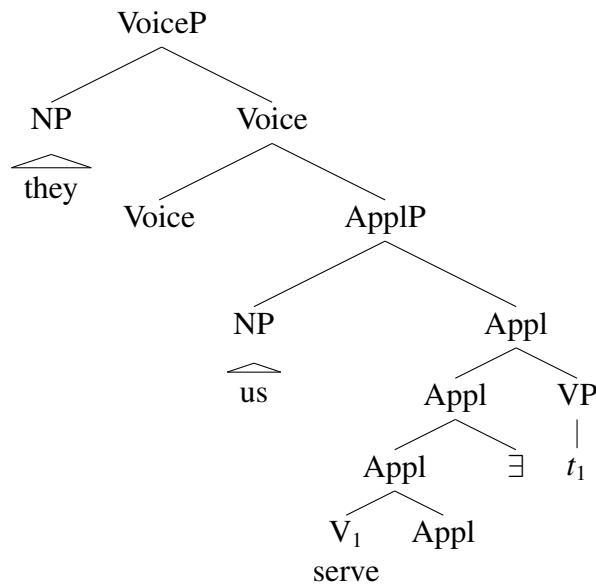 VoiceP
NP Voice
they
Voice ApplP
NP Appl
us
Appl VP
Appl ∃ t₁
V₁ Appl
serve